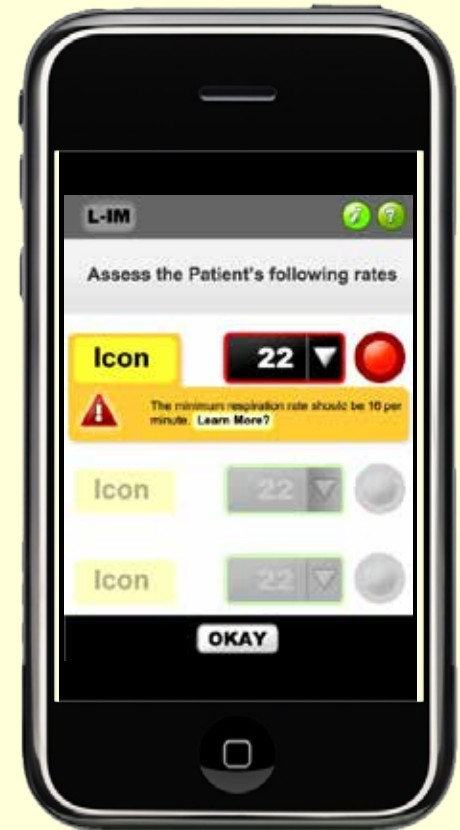 L-IM
?
Assess the Patient's following rates
Icon
22
The minimum respiration rate should be 16 per
minute. Learn More?
Icon
22
Icon
22
OKAY